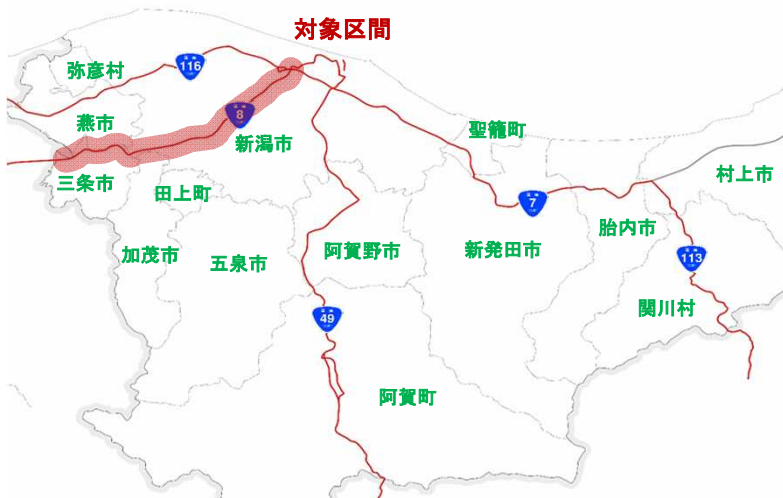 対象区間
弥彦村
116
燕市
8
新潟市
聖籠町
三条市
田上町
村上市
7
胎内市
加茂市
五泉市
阿賀野市
新発田市
113
49
関川村
阿賀町